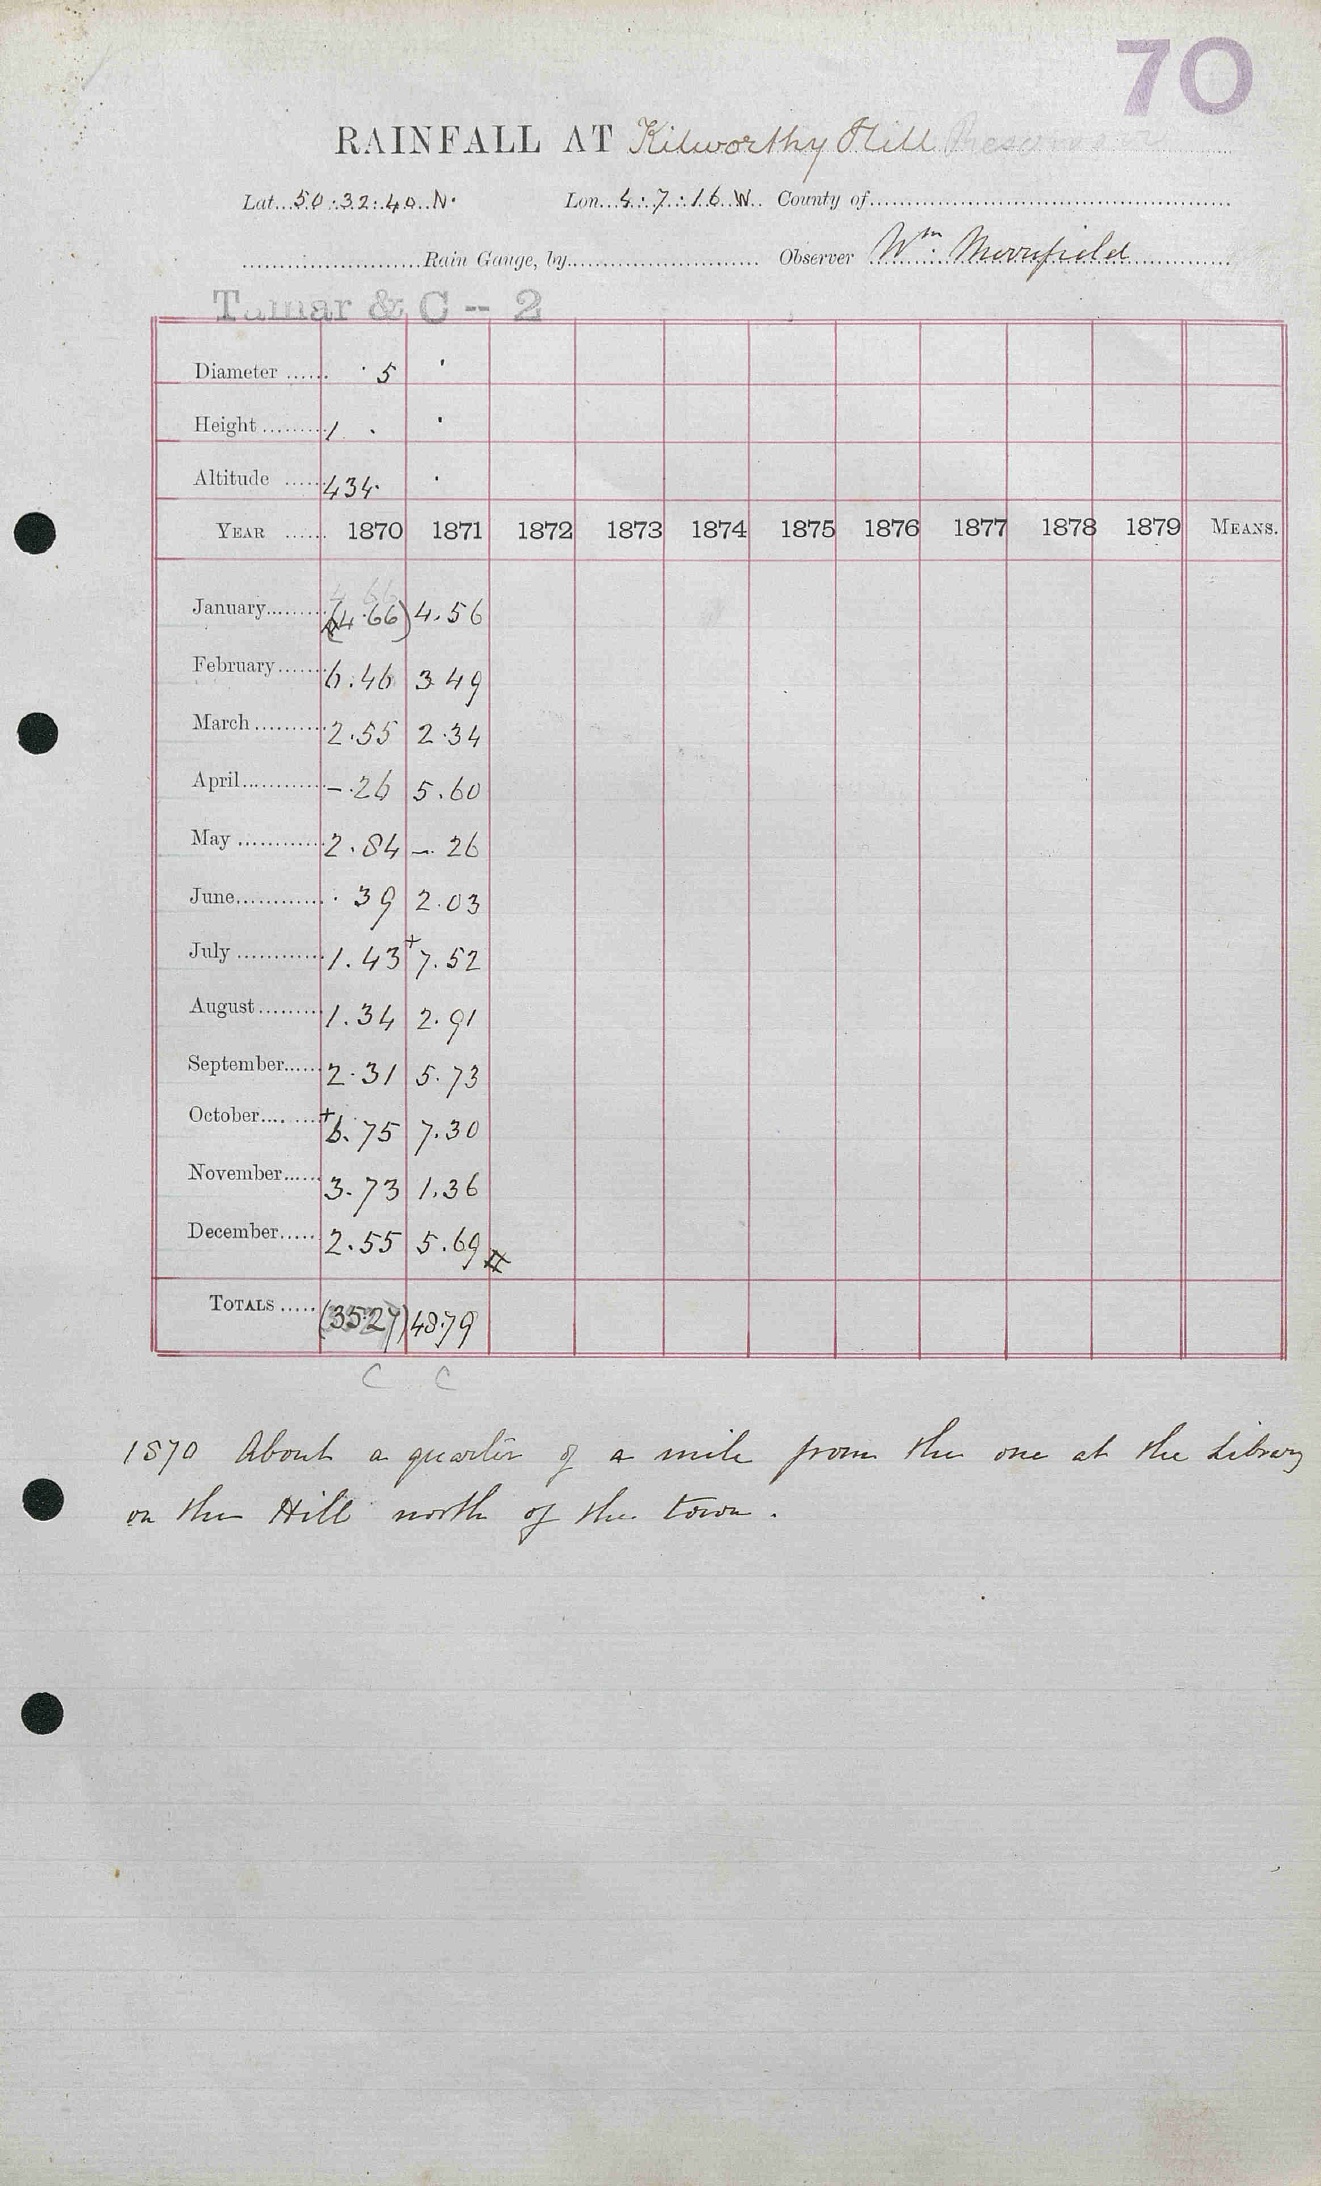 70
RAINFALL AT Kilworthy Hill Reservoir
Lat. 50.32.40 N. Lon. 4.7.16 W. County of
Rain Gauge, by Observer Wm. Merrifield
Tamar & C -- 2
Diameter ...... · 5 ·
Height ......... 1 . ·
Altitude ...... 434. ·
YEAR ...... 1870 1871 1872 1873 1874 1875 1876 1877 1878 1879 MEANS.
4.66
January (4.66) 4.56
February 6.46 3 49
March 2.55 2.34
April – .26 5.60
May 2.84 –. 26
June . 39 2.03
July 1.43 + 7.52
August 1.34 2.91
September 2.31 5.73
October + 6.75 7.30
November 3.73 1.36
December 2.55 5.69
TOTALS (35.27) 48.79
C C
1870 About a quarter of a mile from the one at the Library
on the Hill north of the town.